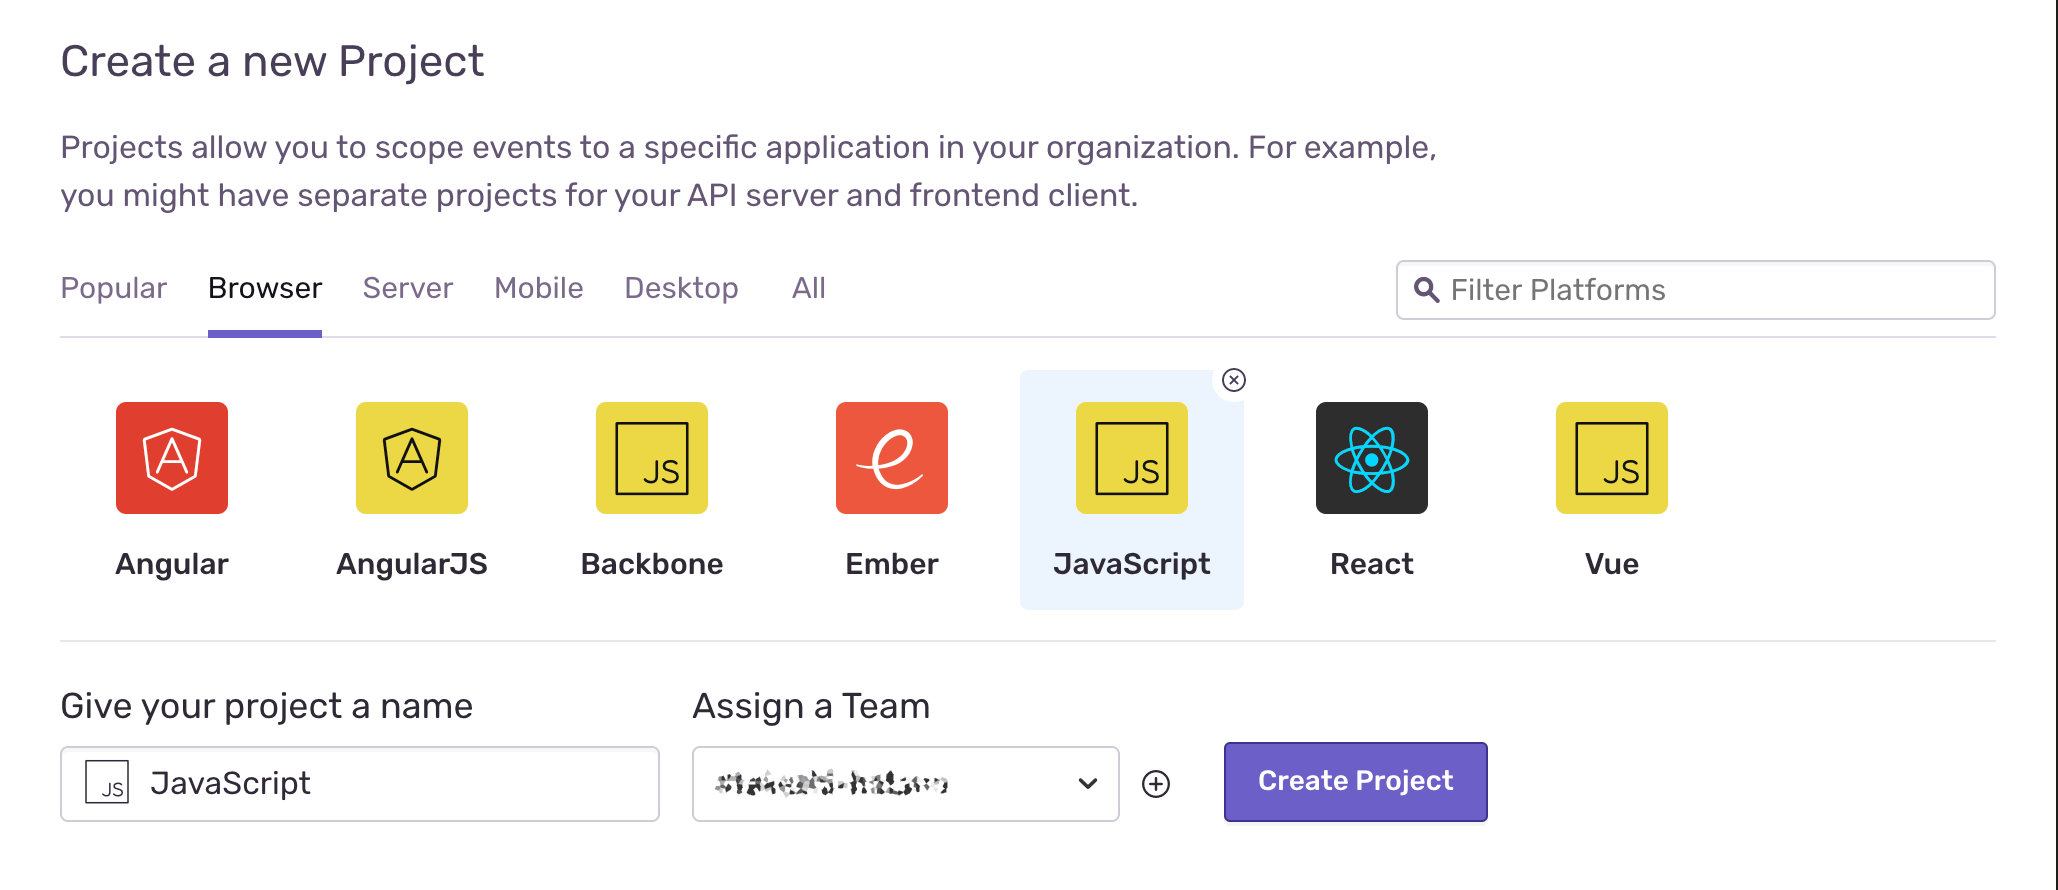 Create a new Project
Projects allow you to scope events to a specific application in your organization. For example,
you might have separate projects for your API server and frontend client.
Popular Browser Server Mobile Desktop All Filter Platforms
JS JS JS
Angular AngularJS Backbone Ember JavaScript React Vue
Give your project a name Assign a Team
JS JavaScript Create Project